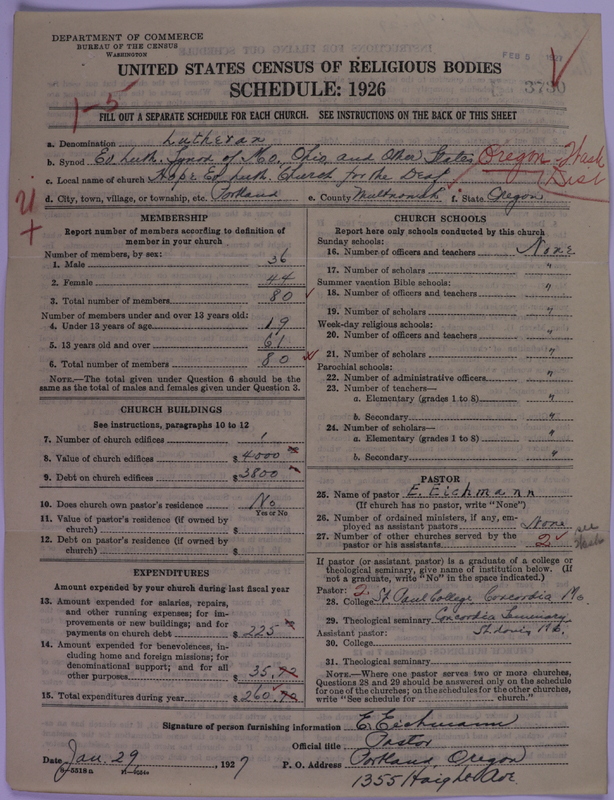 DEPARTMENT OF COMMERCE
BUREAU OF THE CENSUS
WASHINGTON
FEB 5 1927
UNITED STATES CENSUS OF RELIGIOUS BODIES
SCHEDULE: 1926
3730
1-5
FILL OUT A SEPARATE SCHEDULE FOR EACH CHURCH. SEE INSTRUCTIONS ON THE BACK OF THIS SHEET
a. Denomination Lutheran
b. Synod Ev. Luth. Synod of Mo., Ohio, and Other States Oregon-Wash Dist
c. Local name of church Hope Ev. Luth. Church for the Deaf
d. City, town, village, or township, etc. Portland e. County Multnomah f. State Oregon
MEMBERSHIP
Report number of members according to definition of member in your church
Number of members, by sex:
1. Male 36
2. Female 44
3. Total number of members 80
Number of members under and over 13 years old:
4. Under 13 years of age 19
5. 13 years old and over 61
6. Total number of members 80
NOTE.—The total given under Question 6 should be the same as the total of males and females given under Question 3.
CHURCH BUILDINGS
See instructions, paragraphs 10 to 12
7. Number of church edifices 1
8. Value of church edifices $ 4000
9. Debt on church edifices $ 3800
10. Does church own pastor's residence No
Yes or No
11. Value of pastor's residence (if owned by church) $
12. Debt on pastor's residence (if owned by church) $
EXPENDITURES
Amount expended by your church during last fiscal year
13. Amount expended for salaries, repairs, and other running expenses; for improvements or new buildings; and for payments on church debt $ 225
14. Amount expended for benevolences, including home and foreign missions; for denominational support; and for all other purposes $ 35.
15. Total expenditures during year $ 260.
CHURCH SCHOOLS
Report here only schools conducted by this church
Sunday schools:
16. Number of officers and teachers None
17. Number of scholars "
Summer vacation Bible schools:
18. Number of officers and teachers "
19. Number of scholars "
Week-day religious schools:
20. Number of officers and teachers "
21. Number of scholars "
Parochial schools:
22. Number of administrative officers "
23. Number of teachers—
a. Elementary (grades 1 to 8) "
b. Secondary "
24. Number of scholars—
a. Elementary (grades 1 to 8) "
b. Secondary "
PASTOR
25. Name of pastor E. Eichmann
(If church has no pastor, write "None")
26. Number of ordained ministers, if any, employed as assistant pastors None
27. Number of other churches served by the pastor or his assistants 2 see
If pastor (or assistant pastor) is a graduate of a college or theological seminary, give name of institution below. (If not a graduate, write "No" in the space indicated.)
Pastor: 2.
28. College St. Paul College, Concordia Mo
29. Theological seminary Concordia Seminary
Assistant pastor: St. Louis Mo.
30. College
31. Theological seminary
NOTE.—Where one pastor serves two or more churches, Questions 28 and 29 should be answered only on the schedule for one of the churches; on the schedules for the other churches, write "See schedule for church."
Signature of person furnishing information E. Eichmann
Official title Pastor
Date Jan. 29, 1927 P. O. Address Portland, Oregon
1355 Haight Ave